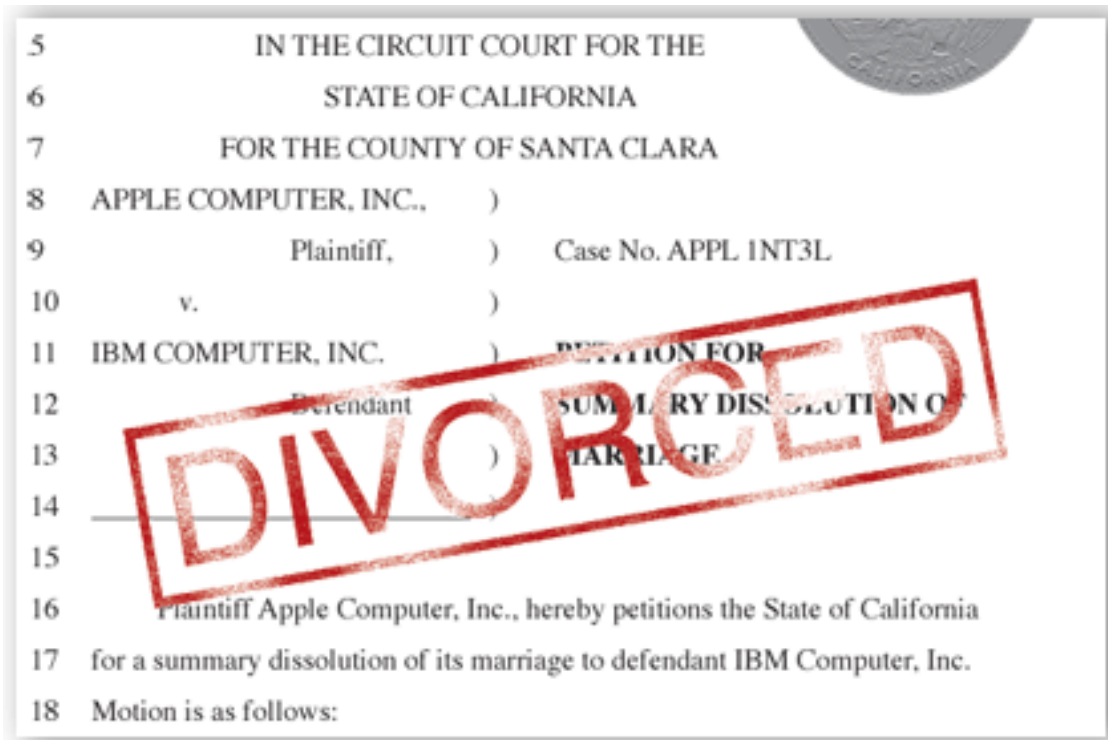 CALIFORNIA
5 IN THE CIRCUIT COURT FOR THE
6 STATE OF CALIFORNIA
7 FOR THE COUNTY OF SANTA CLARA
8 APPLE COMPUTER, INC., )
9 Plaintiff, ) Case No. APPL 1NT3L
10 v. )
11 IBM COMPUTER, INC. ) PETITION FOR
12 Defendant ) SUMMARY DISSOLUTION OF
13 ) MARRIAGE
14 )
15
DIVORCED
16 Plaintiff Apple Computer, Inc., hereby petitions the State of California
17 for a summary dissolution of its marriage to defendant IBM Computer, Inc.
18 Motion is as follows: